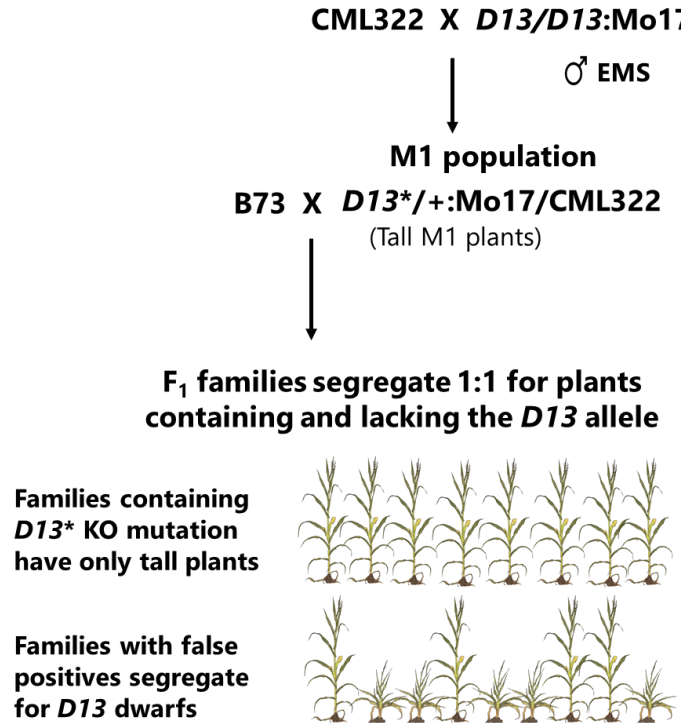 CML322 X D13/D13:Mo17
♂ EMS
M1 population
B73 X D13*/+:Mo17/CML322
(Tall M1 plants)
F₁ families segregate 1:1 for plants
containing and lacking the D13 allele
Families containing
D13* KO mutation
have only tall plants
Families with false
positives segregate
for D13 dwarfs